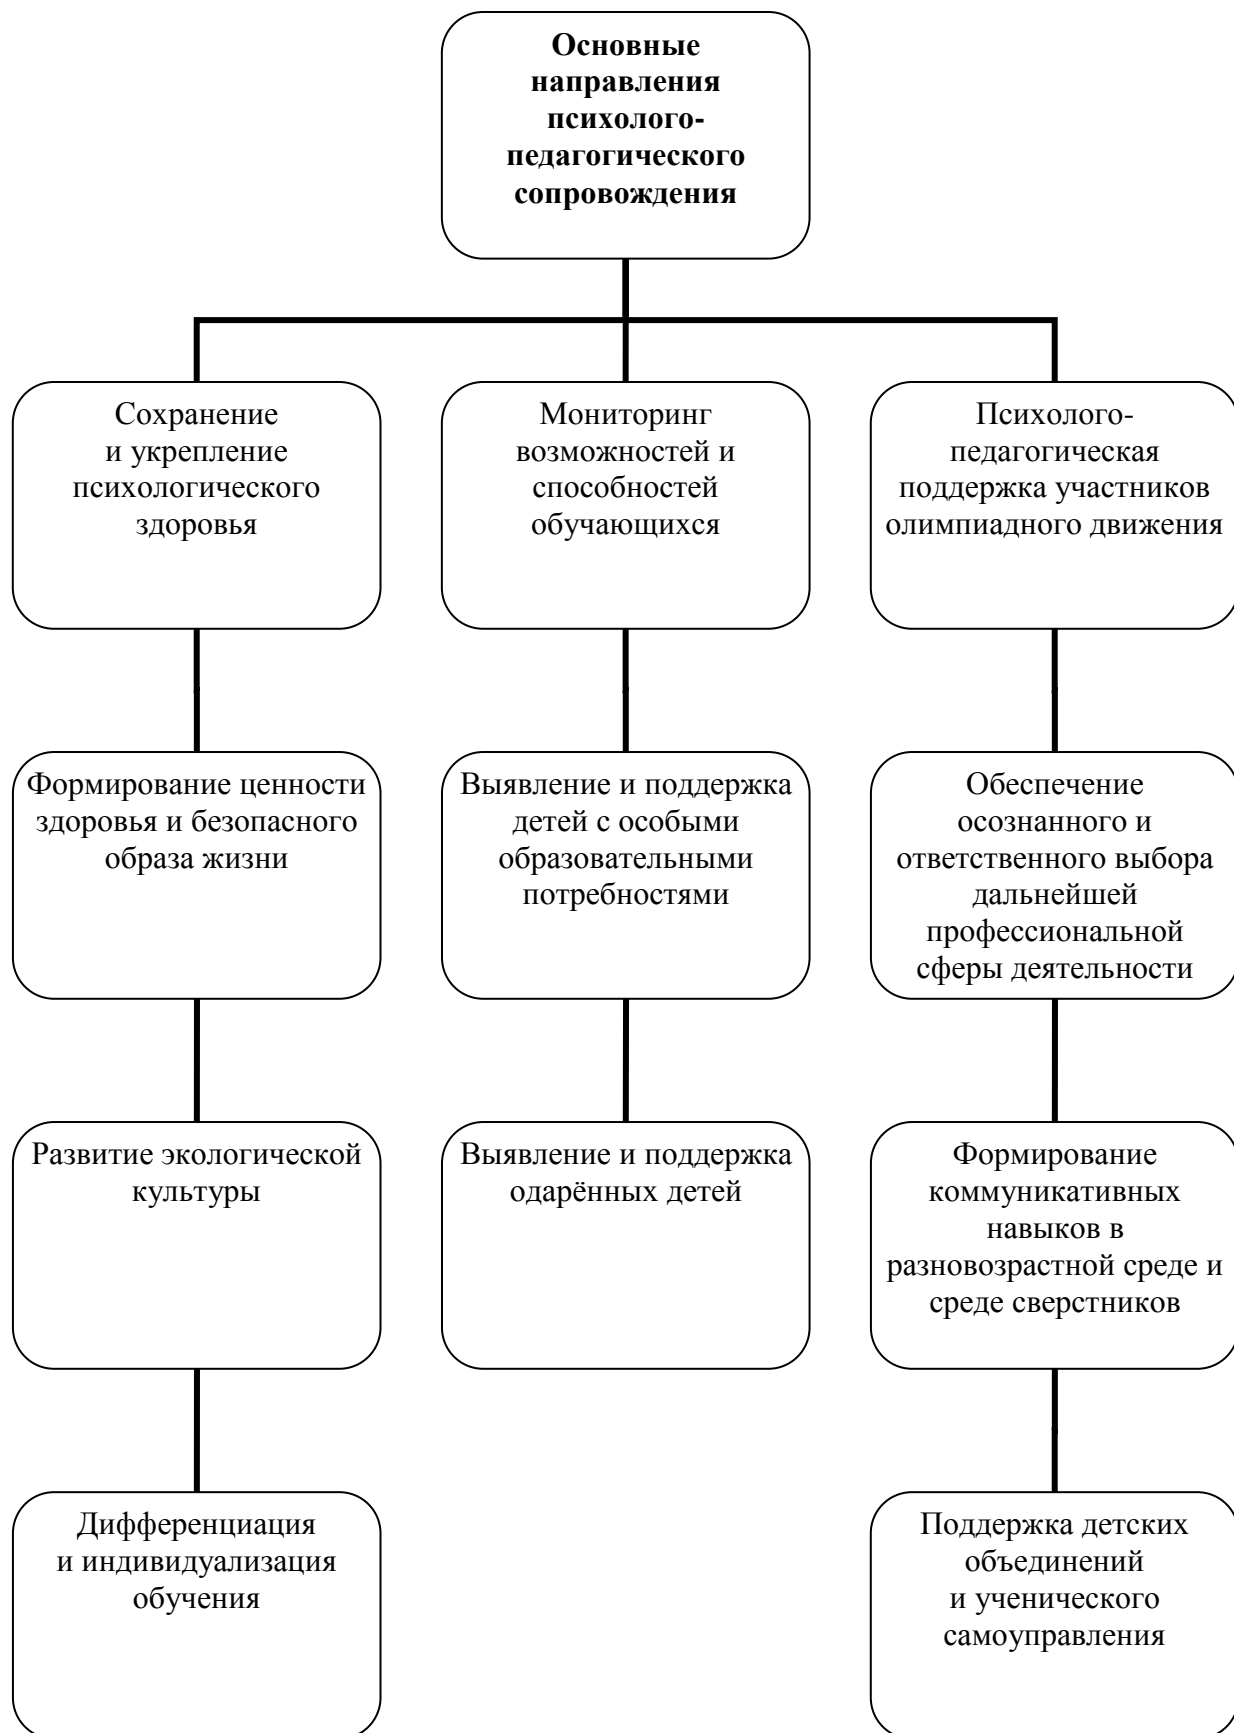 Основные
направления
психолого-
педагогического
сопровождения
Сохранение
и укрепление
психологического
здоровья
Мониторинг
возможностей и
способностей
обучающихся
Психолого-
педагогическая
поддержка участников
олимпиадного движения
Формирование ценности
здоровья и безопасного
образа жизни
Выявление и поддержка
детей с особыми
образовательными
потребностями
Обеспечение
осознанного и
ответственного выбора
дальнейшей
профессиональной
сферы деятельности
Развитие экологической
культуры
Выявление и поддержка
одарённых детей
Формирование
коммуникативных
навыков в
разновозрастной среде и
среде сверстников
Дифференциация
и индивидуализация
обучения
Поддержка детских
объединений
и ученического
самоуправления